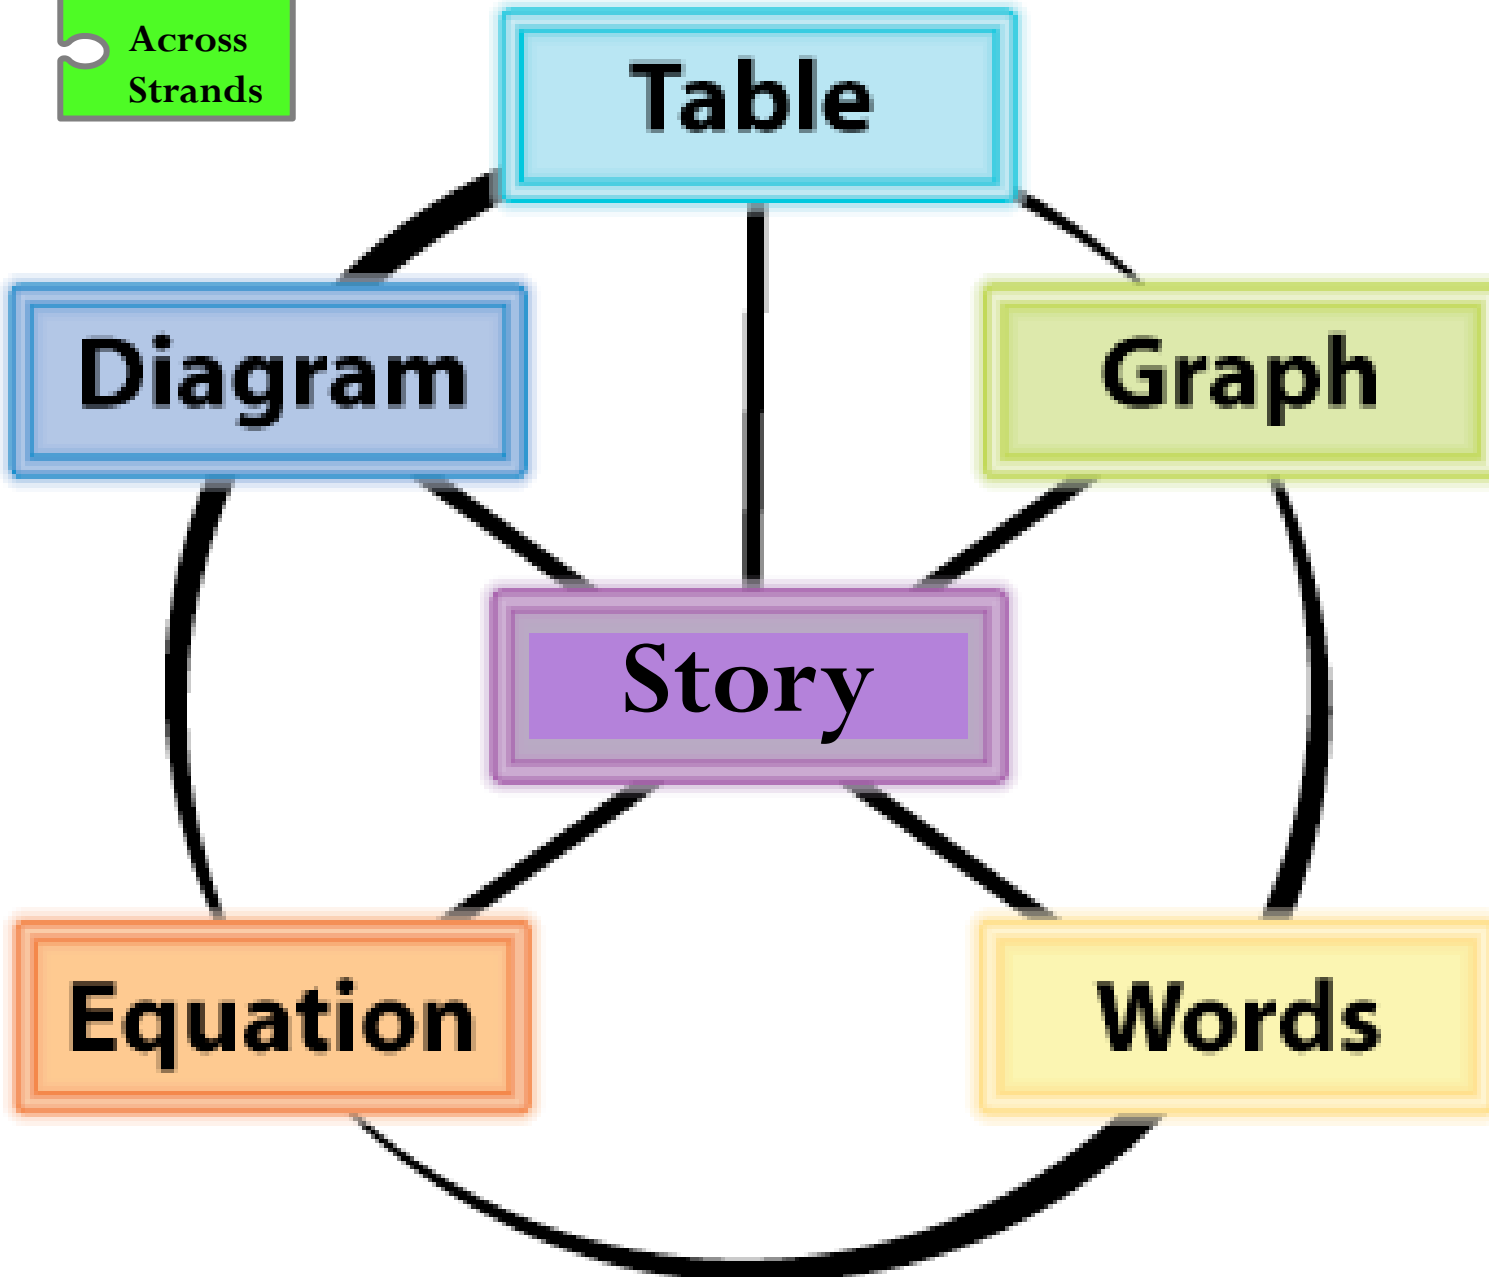 Across
Strands
Table
Diagram
Graph
Story
Equation
Words